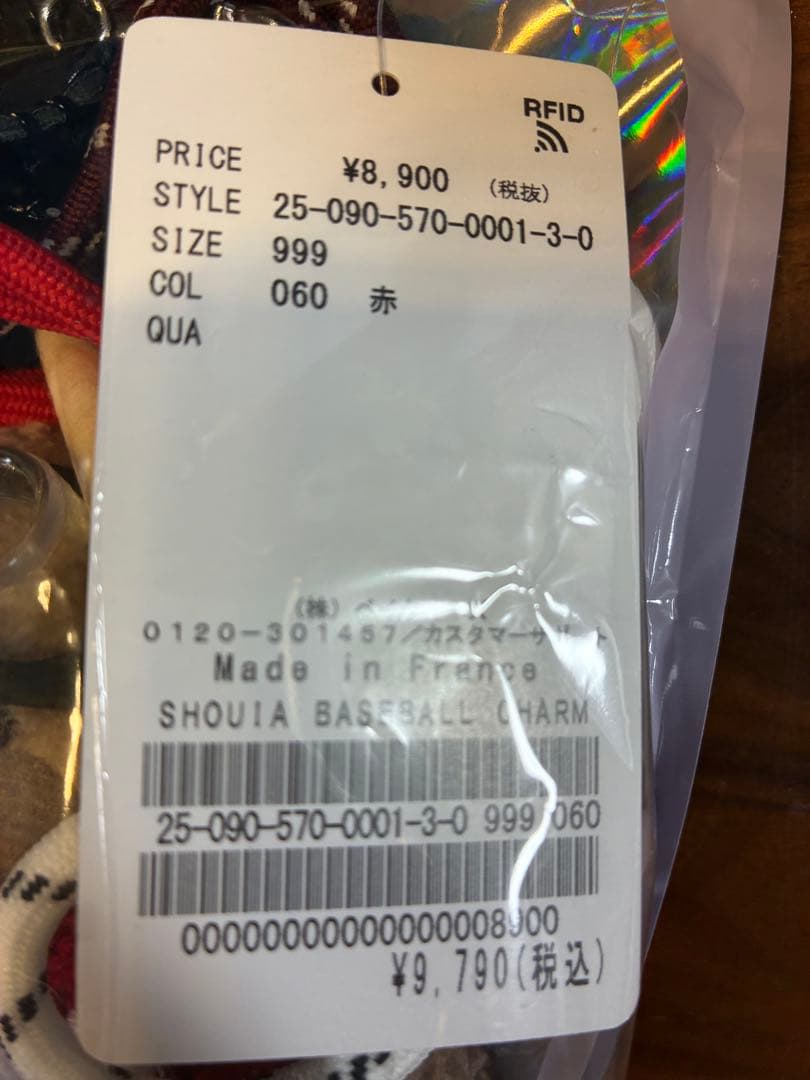 RFID
PRICE ¥8,900 (税抜)
STYLE 25-090-570-0001-3-0
SIZE 999
COL 060 赤
QUA
(株)
0120-301457/カスタマーサポート
Made in France
SHOUIA BASEBALL CHARM
25-090-570-0001-3-0 999 060
00000000000000008900
¥9,790(税込)